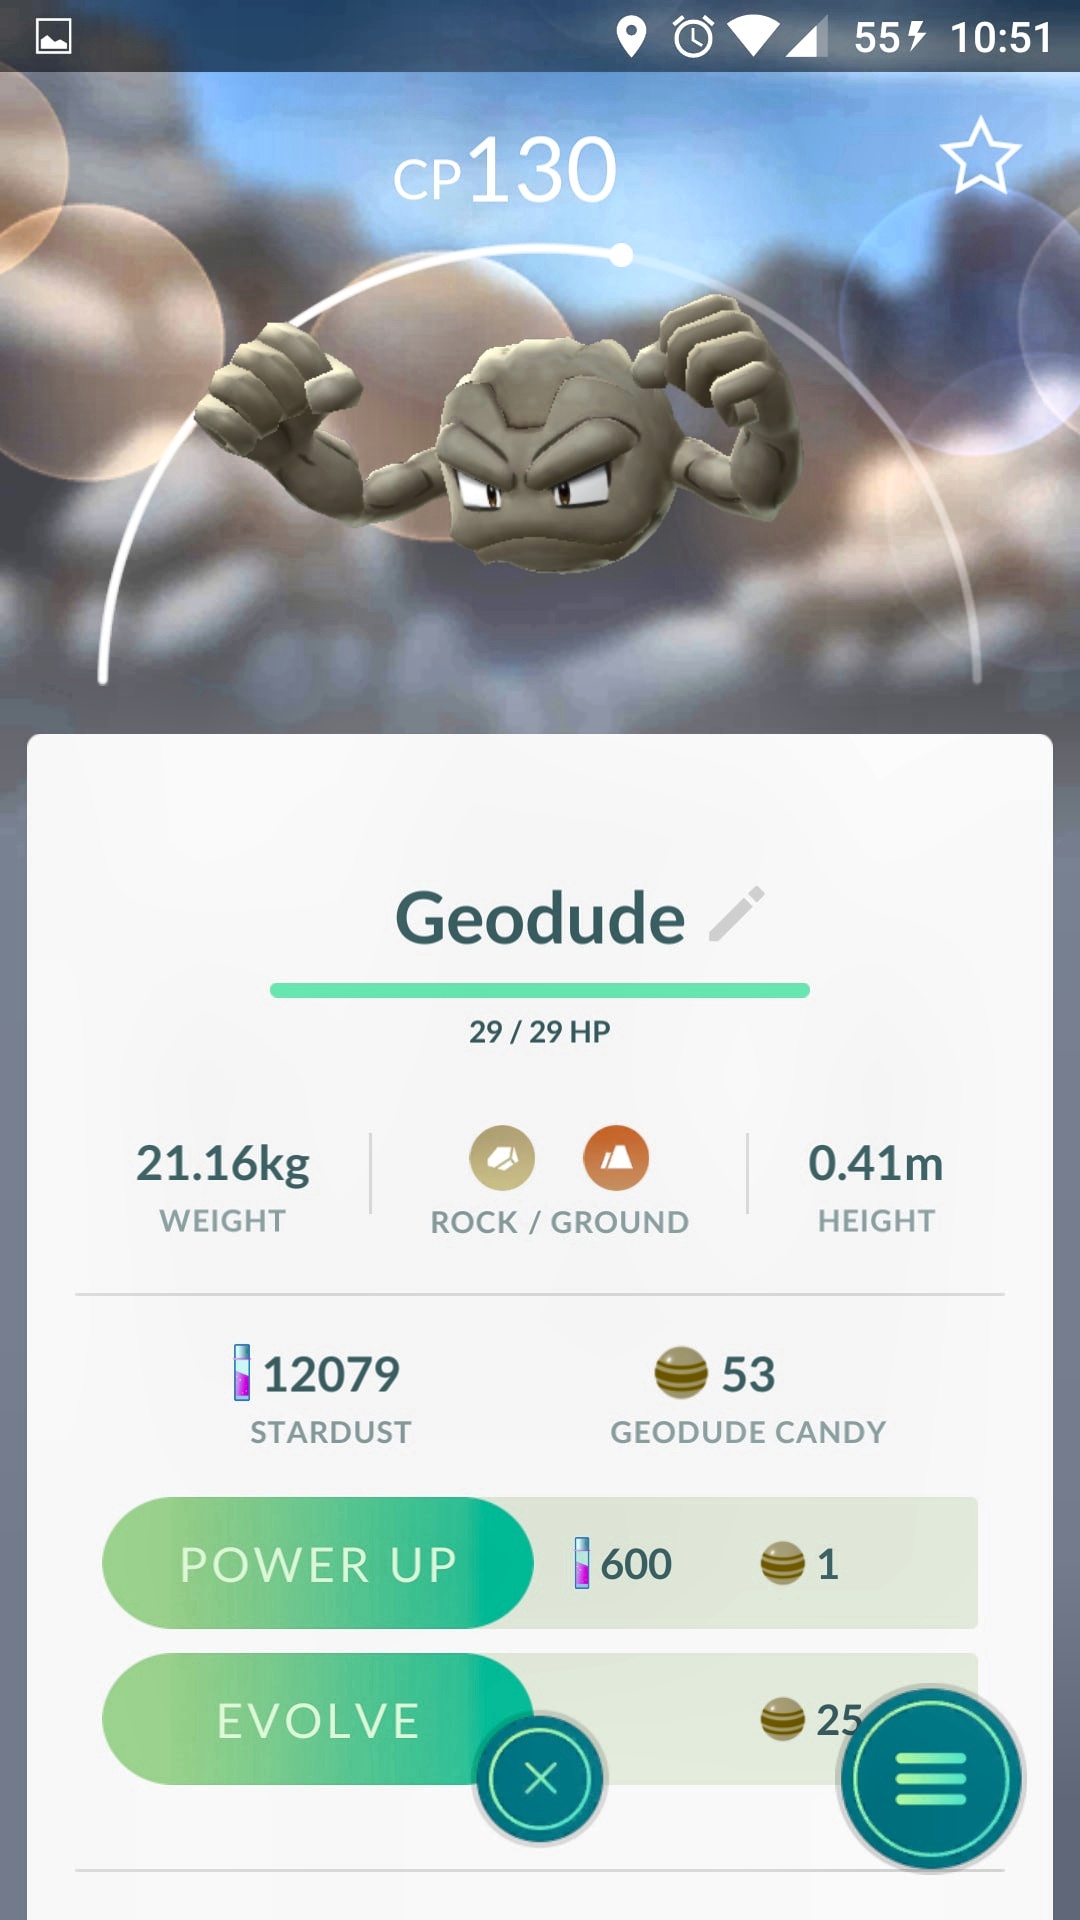 55 10:51
CP130
Geodude
29 / 29 HP
21.16kg
WEIGHT
ROCK / GROUND
0.41m
HEIGHT
12079
STARDUST
53
GEODUDE CANDY
POWER UP 600 1
EVOLVE 25